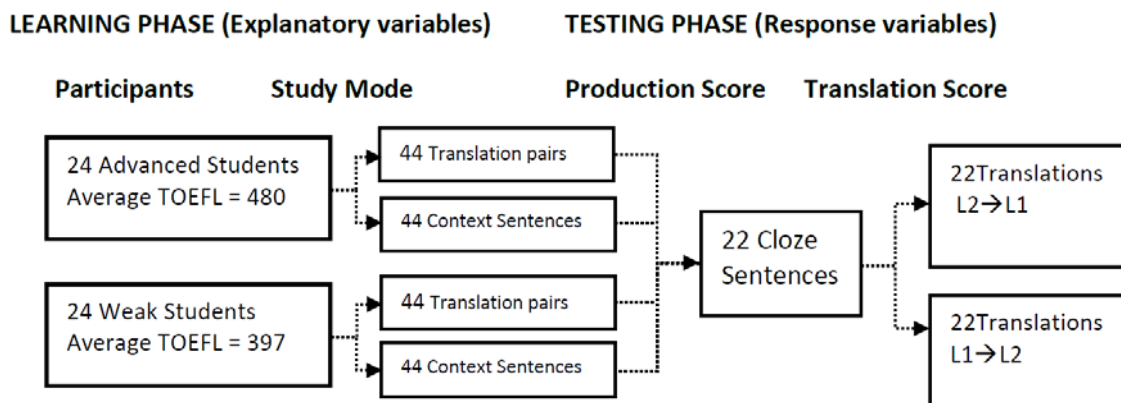 LEARNING PHASE (Explanatory variables) TESTING PHASE (Response variables)
Participants Study Mode Production Score Translation Score
24 Advanced Students
Average TOEFL = 480
44 Translation pairs
44 Context Sentences
24 Weak Students
Average TOEFL = 397
44 Translation pairs
44 Context Sentences
22 Cloze
Sentences
22Translations
L2→L1
22Translations
L1→L2